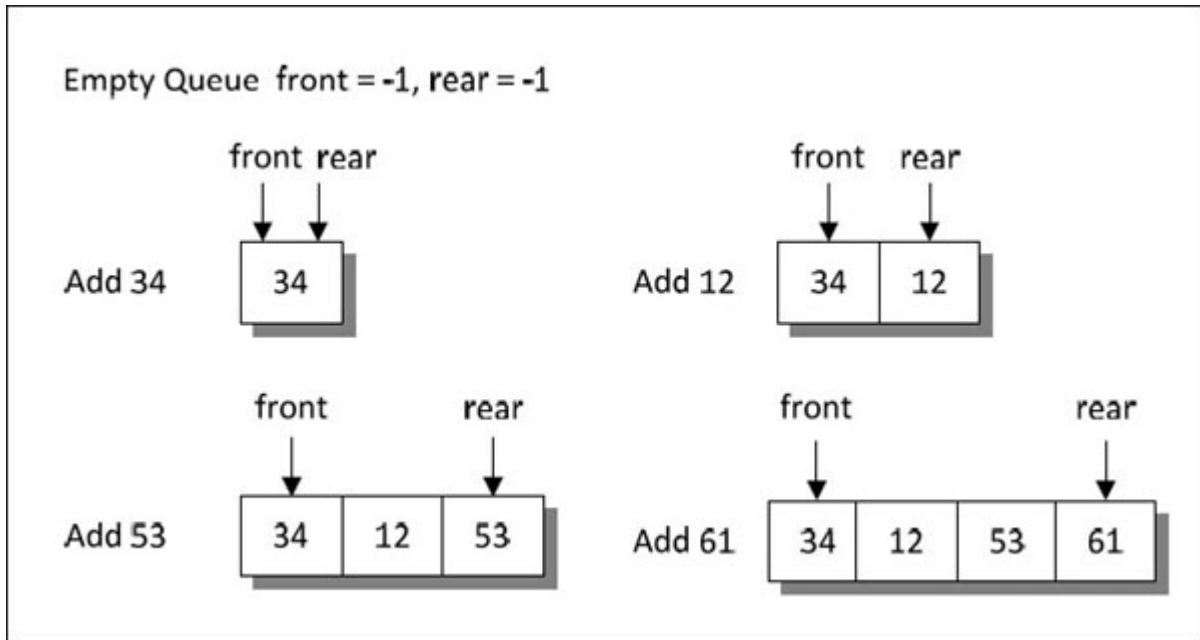 Empty Queue front = -1, rear = -1
front rear
Add 34 34
front rear
Add 12 34 12
front rear
Add 53 34 12 53
front rear
Add 61 34 12 53 61